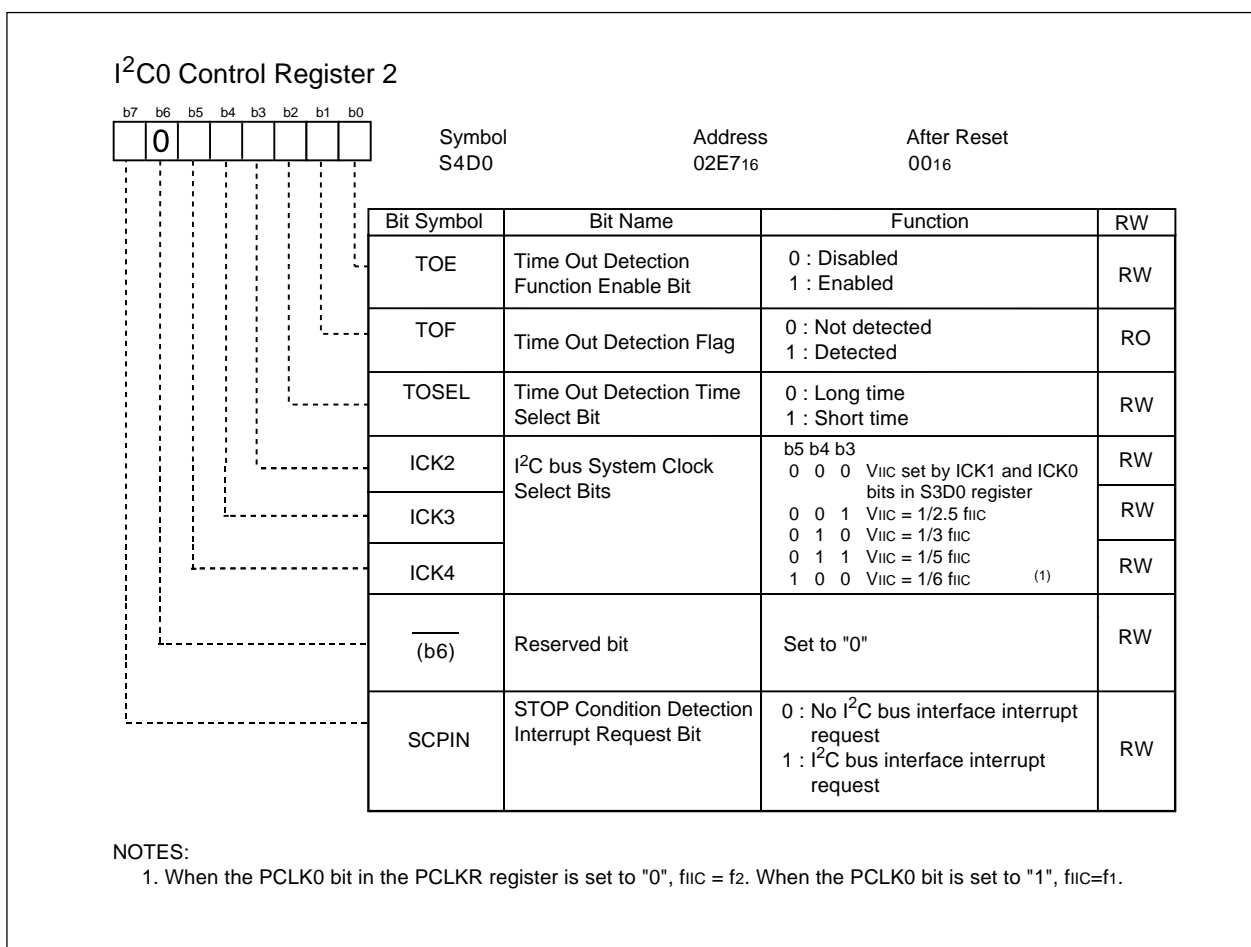 I²C0 Control Register 2
b7 b6 b5 b4 b3 b2 b1 b0
0
Symbol Address After Reset
S4D0 02E716 0016
Bit Symbol Bit Name Function RW
TOE Time Out Detection Function Enable Bit 0 : Disabled
1 : Enabled RW
TOF Time Out Detection Flag 0 : Not detected
1 : Detected RO
TOSEL Time Out Detection Time Select Bit 0 : Long time
1 : Short time RW
ICK2 I²C bus System Clock Select Bits b5 b4 b3
0 0 0 VIIC set by ICK1 and ICK0 bits in S3D0 register RW
ICK3 0 0 1 VIIC = 1/2.5 fIIC RW
0 1 0 VIIC = 1/3 fIIC
ICK4 0 1 1 VIIC = 1/5 fIIC RW
1 0 0 VIIC = 1/6 fIIC (1)
(b6) Reserved bit Set to "0" RW
SCPIN STOP Condition Detection Interrupt Request Bit 0 : No I²C bus interface interrupt request
1 : I²C bus interface interrupt request RW
NOTES:
1. When the PCLK0 bit in the PCLKR register is set to "0", fIIC = f2. When the PCLK0 bit is set to "1", fIIC=f1.